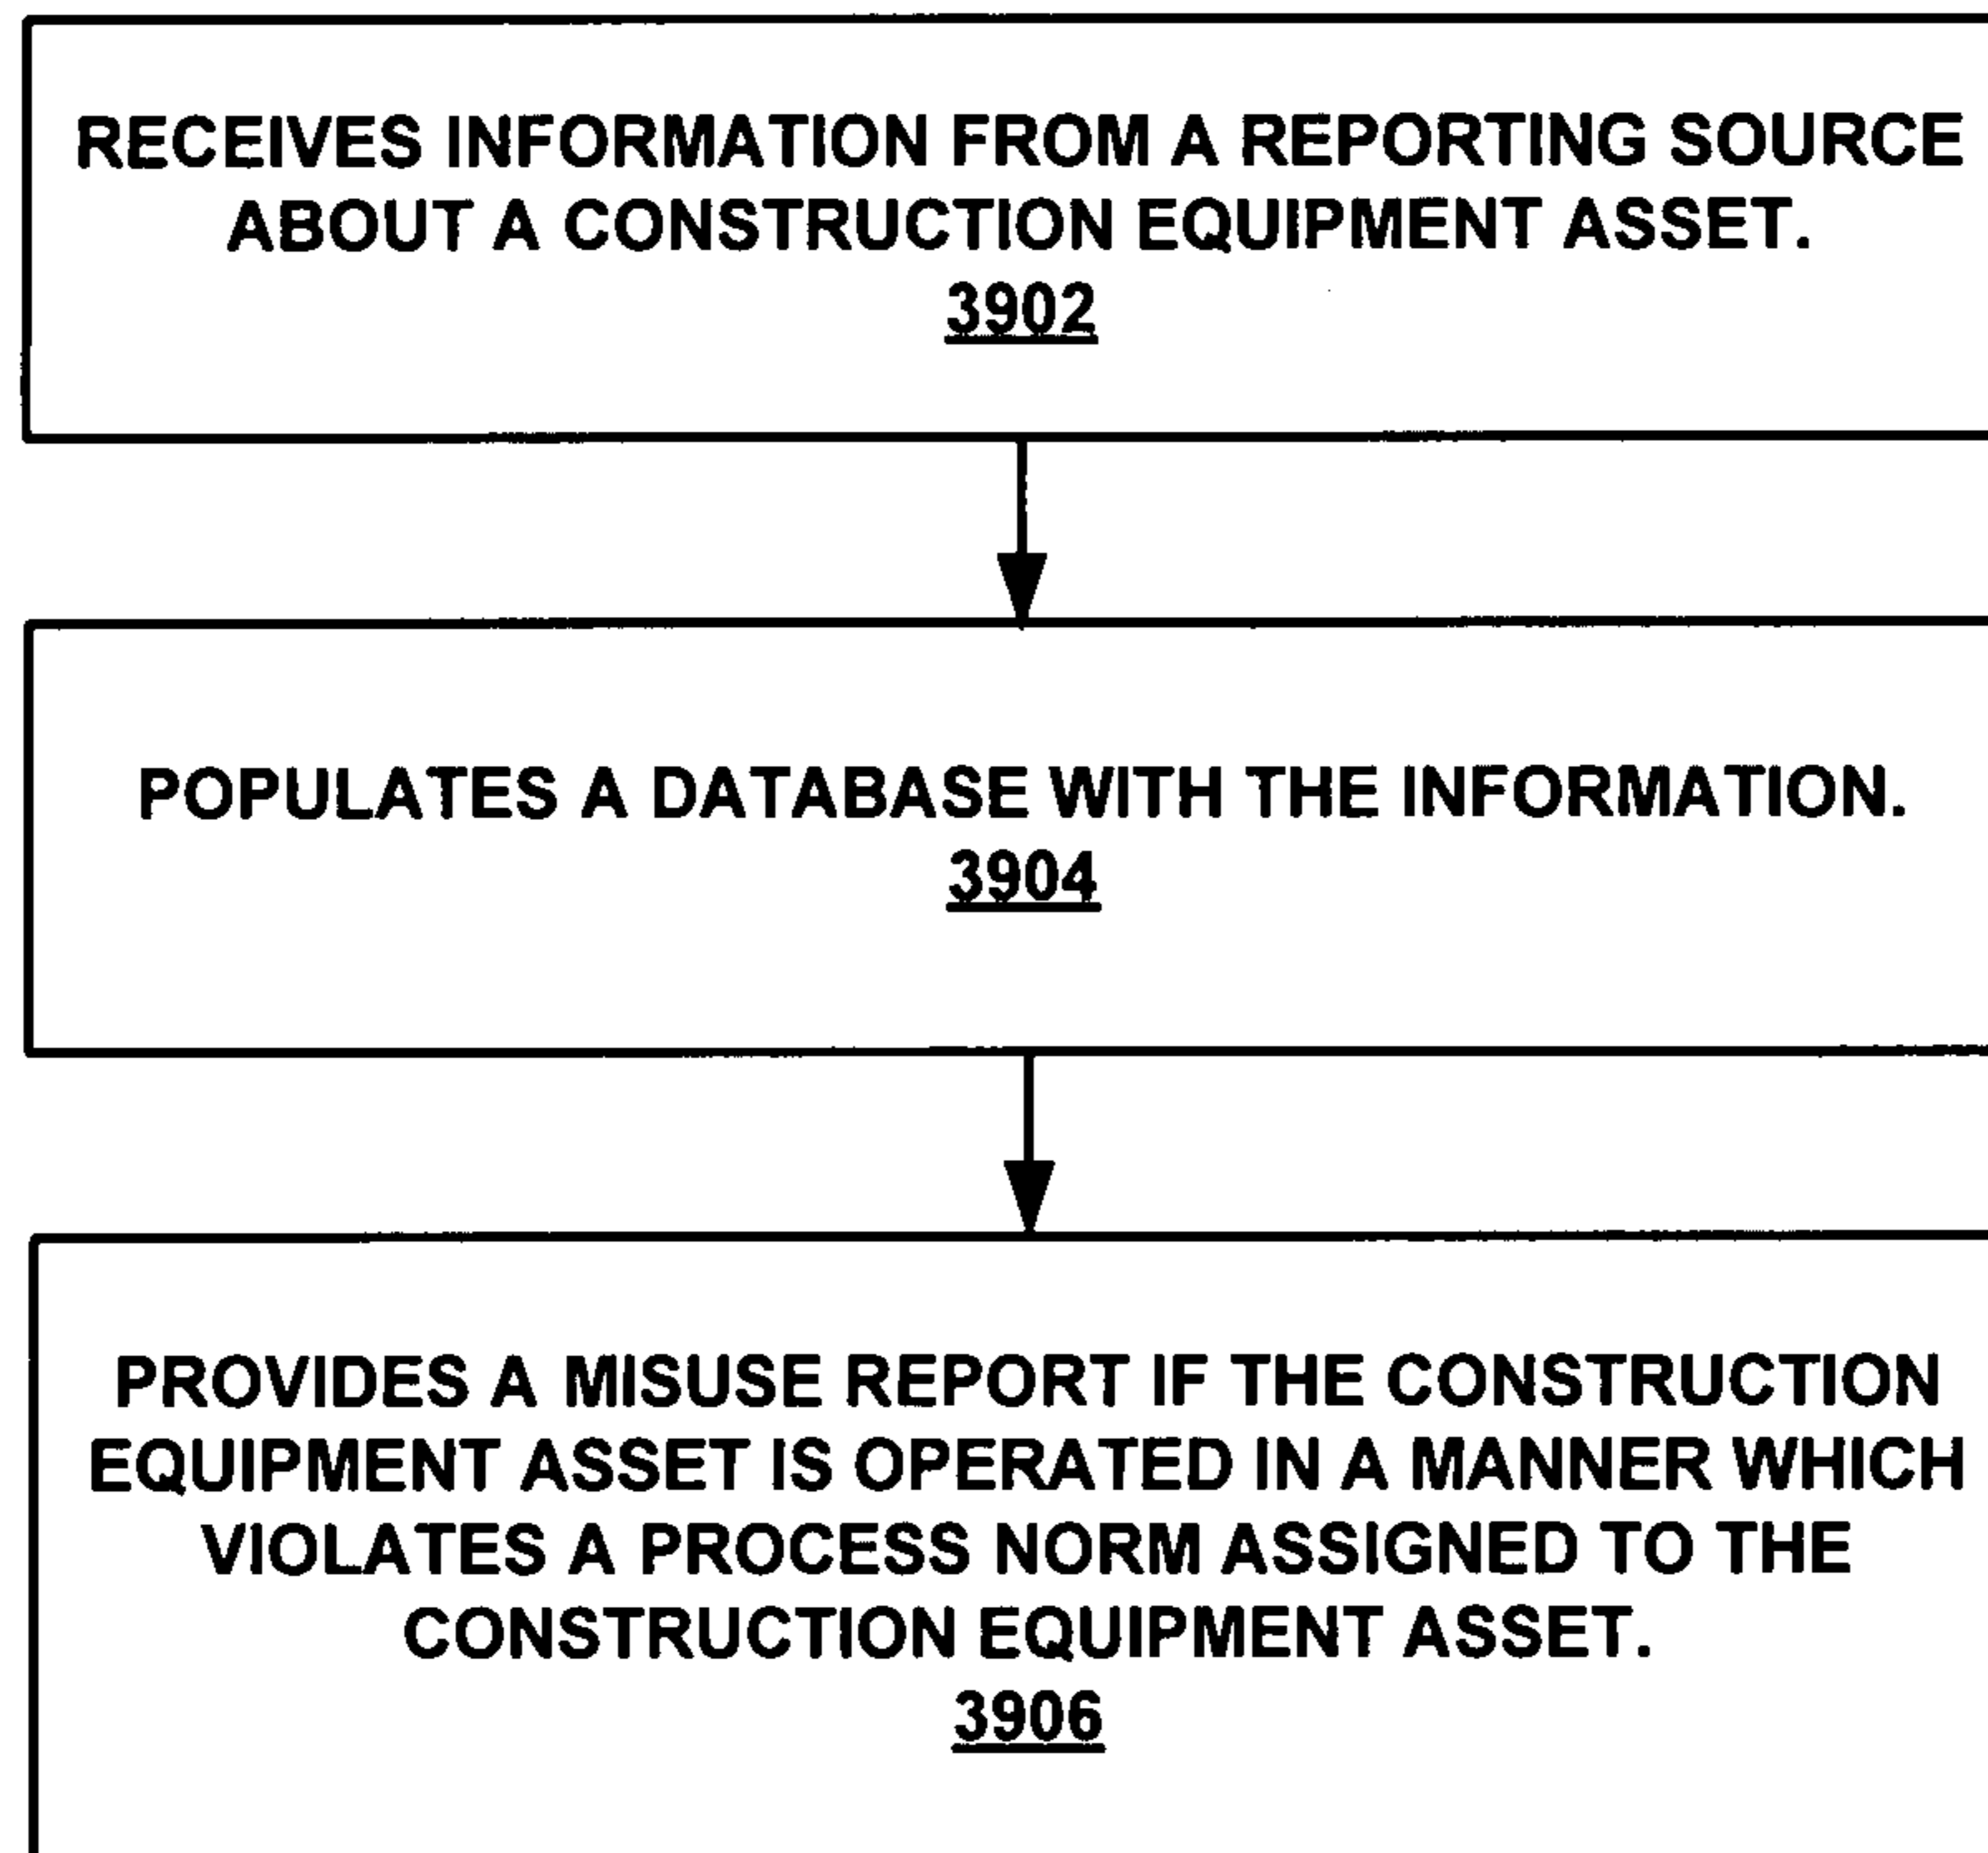 RECEIVES INFORMATION FROM A REPORTING SOURCE
ABOUT A CONSTRUCTION EQUIPMENT ASSET.
3902
POPULATES A DATABASE WITH THE INFORMATION.
3904
PROVIDES A MISUSE REPORT IF THE CONSTRUCTION
EQUIPMENT ASSET IS OPERATED IN A MANNER WHICH
VIOLATES A PROCESS NORM ASSIGNED TO THE
CONSTRUCTION EQUIPMENT ASSET.
3906